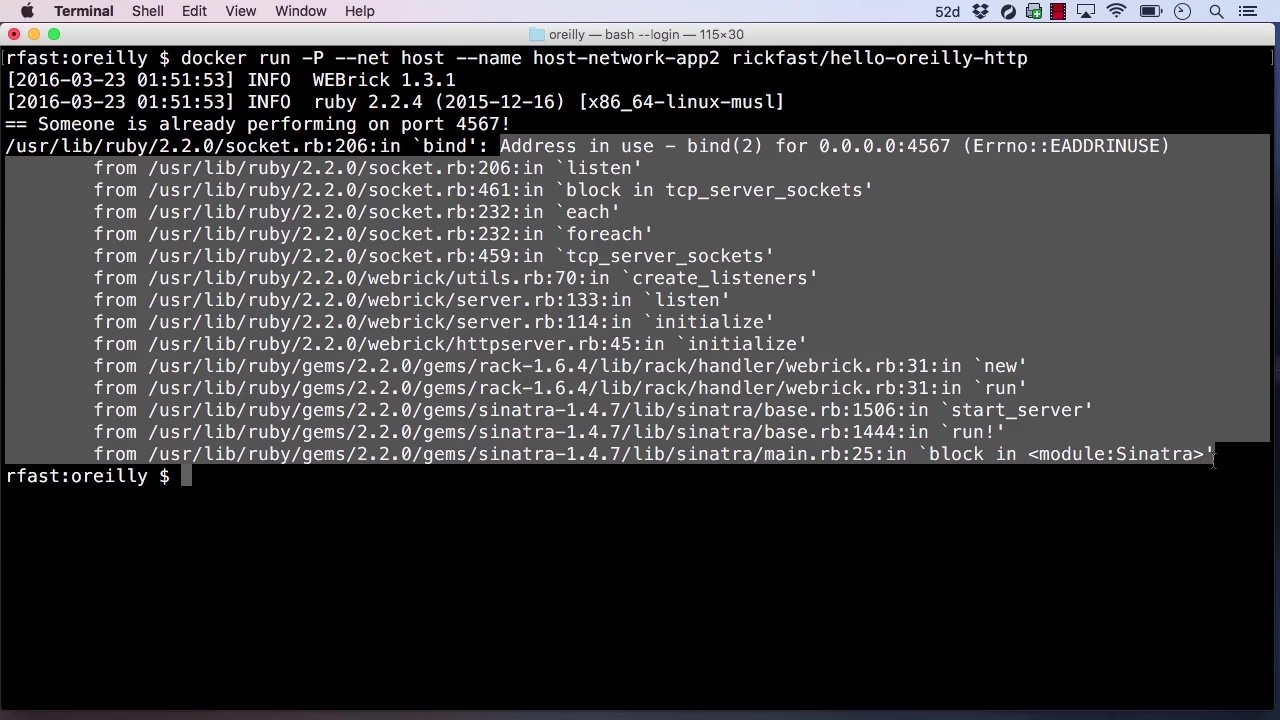 Terminal Shell Edit View Window Help 52d
oreilly — bash --login — 115×30
rfast:oreilly $ docker run -P --net host --name host-network-app2 rickfast/hello-oreilly-http
[2016-03-23 01:51:53] INFO  WEBrick 1.3.1
[2016-03-23 01:51:53] INFO  ruby 2.2.4 (2015-12-16) [x86_64-linux-musl]
== Someone is already performing on port 4567!
/usr/lib/ruby/2.2.0/socket.rb:206:in `bind': Address in use - bind(2) for 0.0.0.0:4567 (Errno::EADDRINUSE)
        from /usr/lib/ruby/2.2.0/socket.rb:206:in `listen'
        from /usr/lib/ruby/2.2.0/socket.rb:461:in `block in tcp_server_sockets'
        from /usr/lib/ruby/2.2.0/socket.rb:232:in `each'
        from /usr/lib/ruby/2.2.0/socket.rb:232:in `foreach'
        from /usr/lib/ruby/2.2.0/socket.rb:459:in `tcp_server_sockets'
        from /usr/lib/ruby/2.2.0/webrick/utils.rb:70:in `create_listeners'
        from /usr/lib/ruby/2.2.0/webrick/server.rb:133:in `listen'
        from /usr/lib/ruby/2.2.0/webrick/server.rb:114:in `initialize'
        from /usr/lib/ruby/2.2.0/webrick/httpserver.rb:45:in `initialize'
        from /usr/lib/ruby/gems/2.2.0/gems/rack-1.6.4/lib/rack/handler/webrick.rb:31:in `new'
        from /usr/lib/ruby/gems/2.2.0/gems/rack-1.6.4/lib/rack/handler/webrick.rb:31:in `run'
        from /usr/lib/ruby/gems/2.2.0/gems/sinatra-1.4.7/lib/sinatra/base.rb:1506:in `start_server'
        from /usr/lib/ruby/gems/2.2.0/gems/sinatra-1.4.7/lib/sinatra/base.rb:1444:in `run!'
        from /usr/lib/ruby/gems/2.2.0/gems/sinatra-1.4.7/lib/sinatra/main.rb:25:in `block in <module:Sinatra>'
rfast:oreilly $